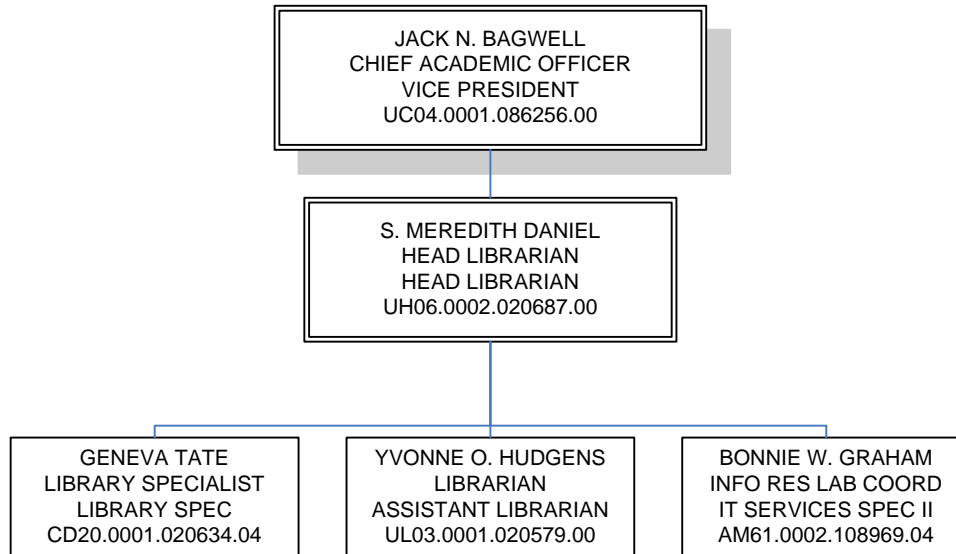 JACK N. BAGWELL
CHIEF ACADEMIC OFFICER
VICE PRESIDENT
UC04.0001.086256.00
S. MEREDITH DANIEL
HEAD LIBRARIAN
HEAD LIBRARIAN
UH06.0002.020687.00
GENEVA TATE
LIBRARY SPECIALIST
LIBRARY SPEC
CD20.0001.020634.04
YVONNE O. HUDGENS
LIBRARIAN
ASSISTANT LIBRARIAN
UL03.0001.020579.00
BONNIE W. GRAHAM
INFO RES LAB COORD
IT SERVICES SPEC II
AM61.0002.108969.04